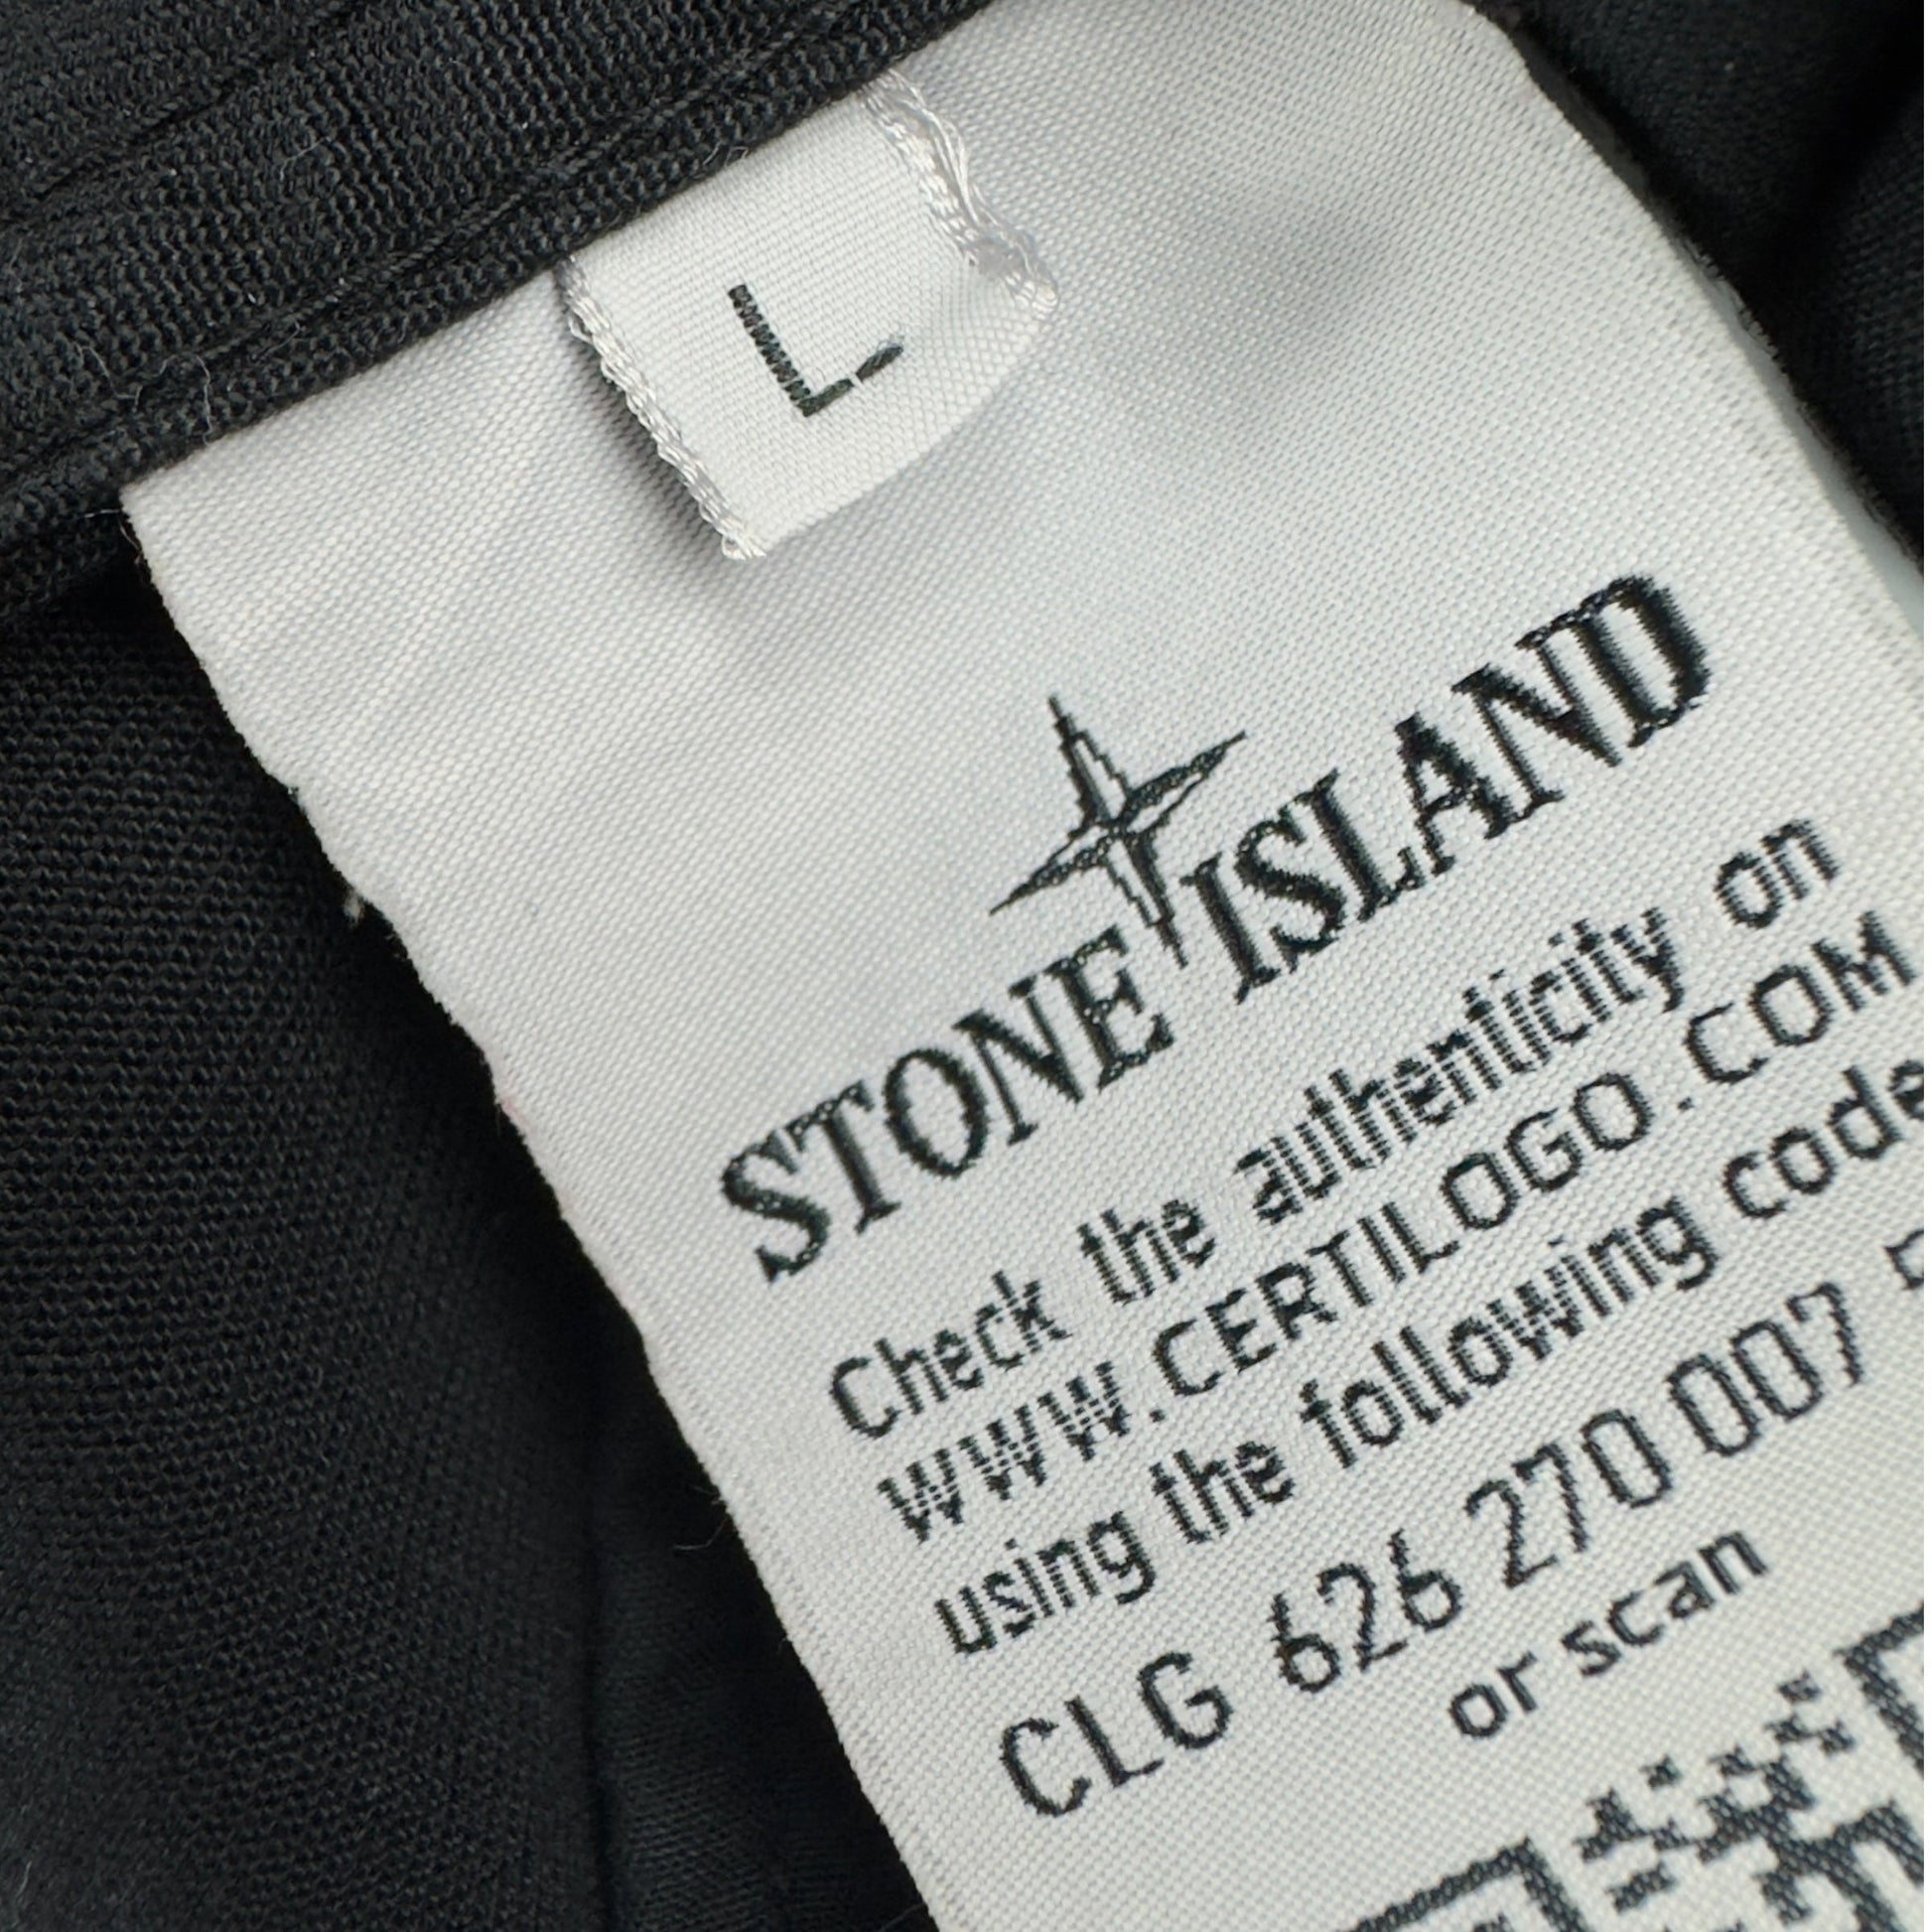 L
STONE ISLAND
Check the authenticity on
WWW.CERTILOGO.COM
using the following code
CLG 626 270 007
or scan